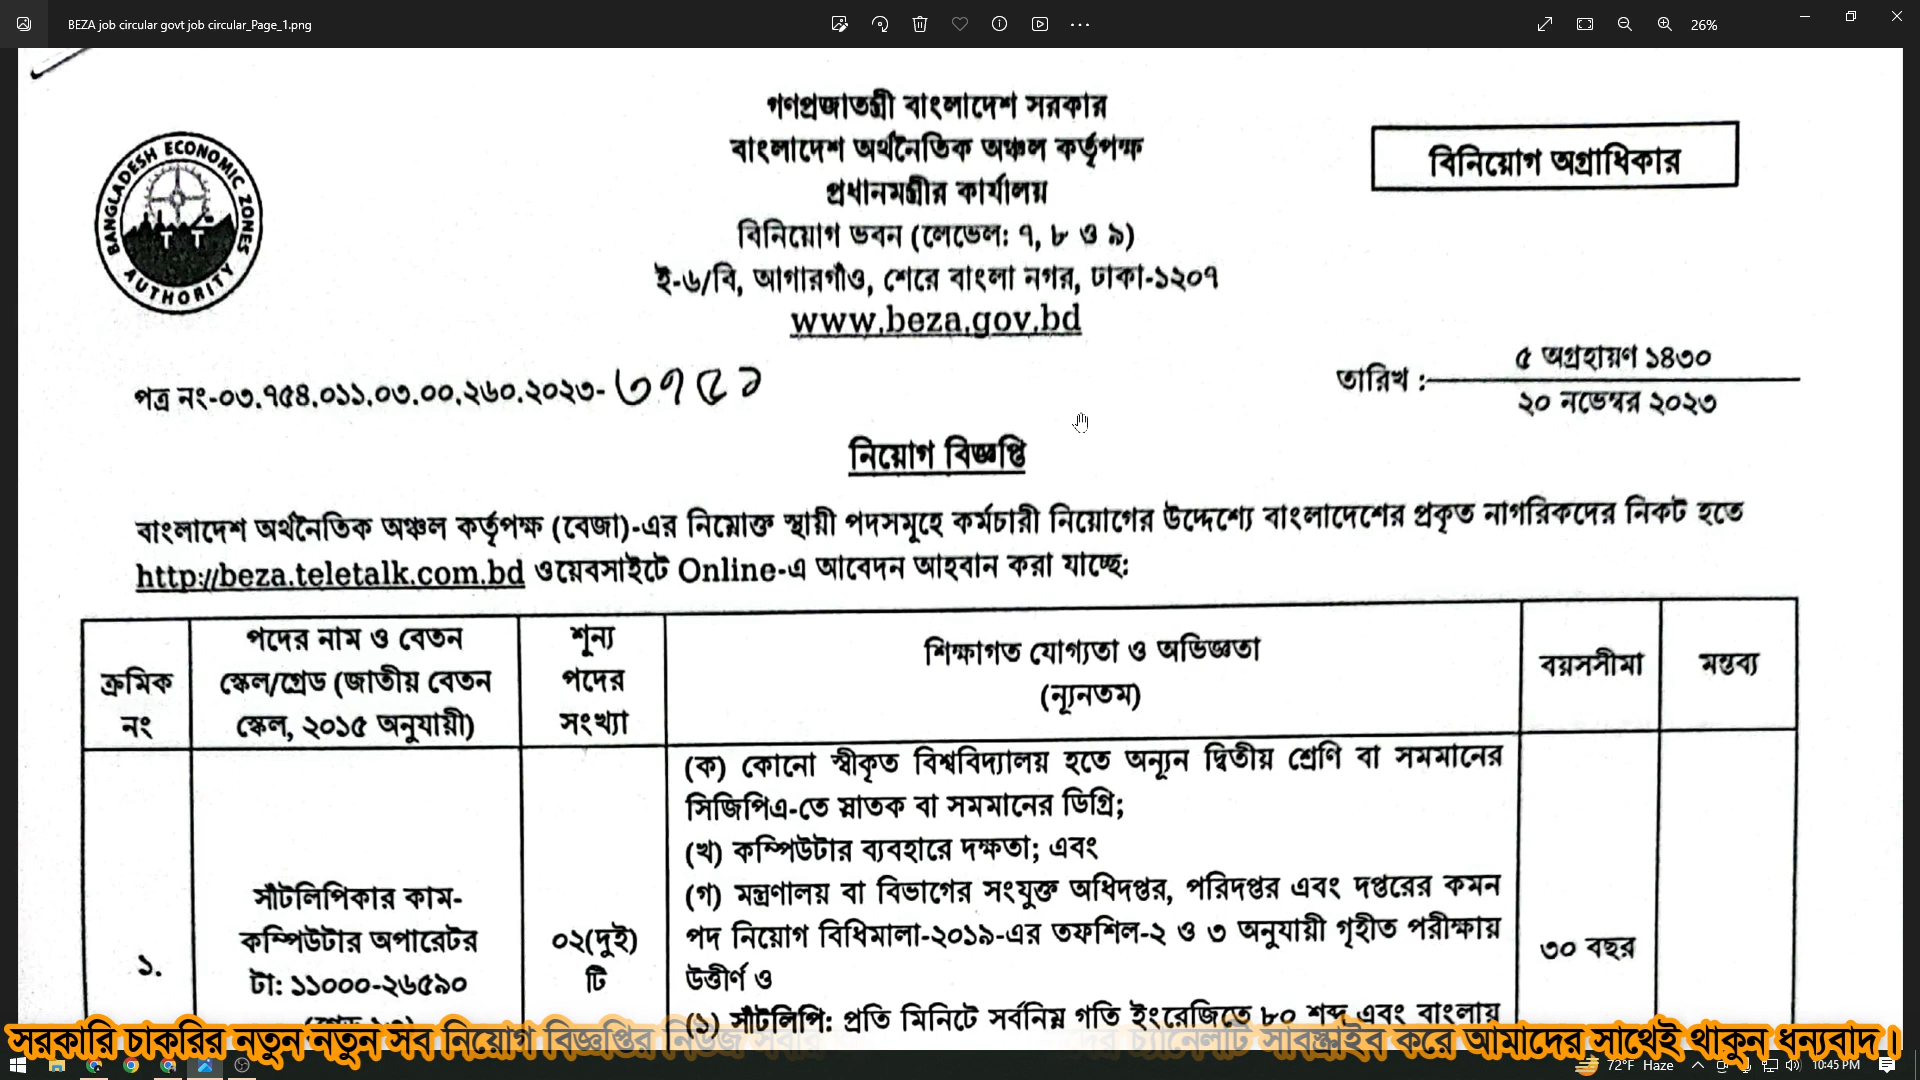 BEZA job circular govt job circular_Page_1.png
26%
গণপ্রজাতন্ত্রী বাংলাদেশ সরকার
বাংলাদেশ অর্থনৈতিক অঞ্চল কর্তৃপক্ষ
প্রধানমন্ত্রীর কার্যালয়
বিনিয়োগ ভবন (লেভেল: ৭, ৮ ও ৯)
ই-৬/বি, আগারগাঁও, শেরে বাংলা নগর, ঢাকা-১২০৭
www.beza.gov.bd
BANGLADESH ECONOMIC ZONES
AUTHORITY
বিনিয়োগ অগ্রাধিকার
পত্র নং-০৩.৭৫৪.০১১.০৩.০০.২৬০.২০২৩-৩৭৫১
তারিখ :
৫ অগ্রহায়ণ ১৪৩০
২০ নভেম্বর ২০২৩
নিয়োগ বিজ্ঞপ্তি
বাংলাদেশ অর্থনৈতিক অঞ্চল কর্তৃপক্ষ (বেজা)-এর নিম্নোক্ত স্থায়ী পদসমূহে কর্মচারী নিয়োগের উদ্দেশ্যে বাংলাদেশের প্রকৃত নাগরিকদের নিকট হতে
http://beza.teletalk.com.bd ওয়েবসাইটে Online-এ আবেদন আহবান করা যাচ্ছে:
ক্রমিক
নং
পদের নাম ও বেতন
স্কেল/গ্রেড (জাতীয় বেতন
স্কেল, ২০১৫ অনুযায়ী)
শূন্য
পদের
সংখ্যা
শিক্ষাগত যোগ্যতা ও অভিজ্ঞতা
(ন্যূনতম)
বয়সসীমা
মন্তব্য
১.
সাঁটলিপিকার কাম-
কম্পিউটার অপারেটর
টা: ১১০০০-২৬৫৯০
০২(দুই)
টি
(ক) কোনো স্বীকৃত বিশ্ববিদ্যালয় হতে অন্যূন দ্বিতীয় শ্রেণি বা সমমানের
সিজিপিএ-তে স্নাতক বা সমমানের ডিগ্রি;
(খ) কম্পিউটার ব্যবহারে দক্ষতা; এবং
(গ) মন্ত্রণালয় বা বিভাগের সংযুক্ত অধিদপ্তর, পরিদপ্তর এবং দপ্তরের কমন
পদ নিয়োগ বিধিমালা-২০১৯-এর তফশিল-২ ও ৩ অনুযায়ী গৃহীত পরীক্ষায়
উত্তীর্ণ ও
(১) সাঁটলিপি: প্রতি মিনিটে সর্বনিম্ন গতি ইংরেজিতে ৮০ শব্দ এবং বাংলায়
৩০ বছর
সরকারি চাকরির নতুন নতুন সব নিয়োগ বিজ্ঞপ্তির নিউজ সবার চ্যানেলটি সাবস্ক্রাইব করে আমাদের সাথেই থাকুন ধন্যবাদ।
72°F Haze
10:45 PM